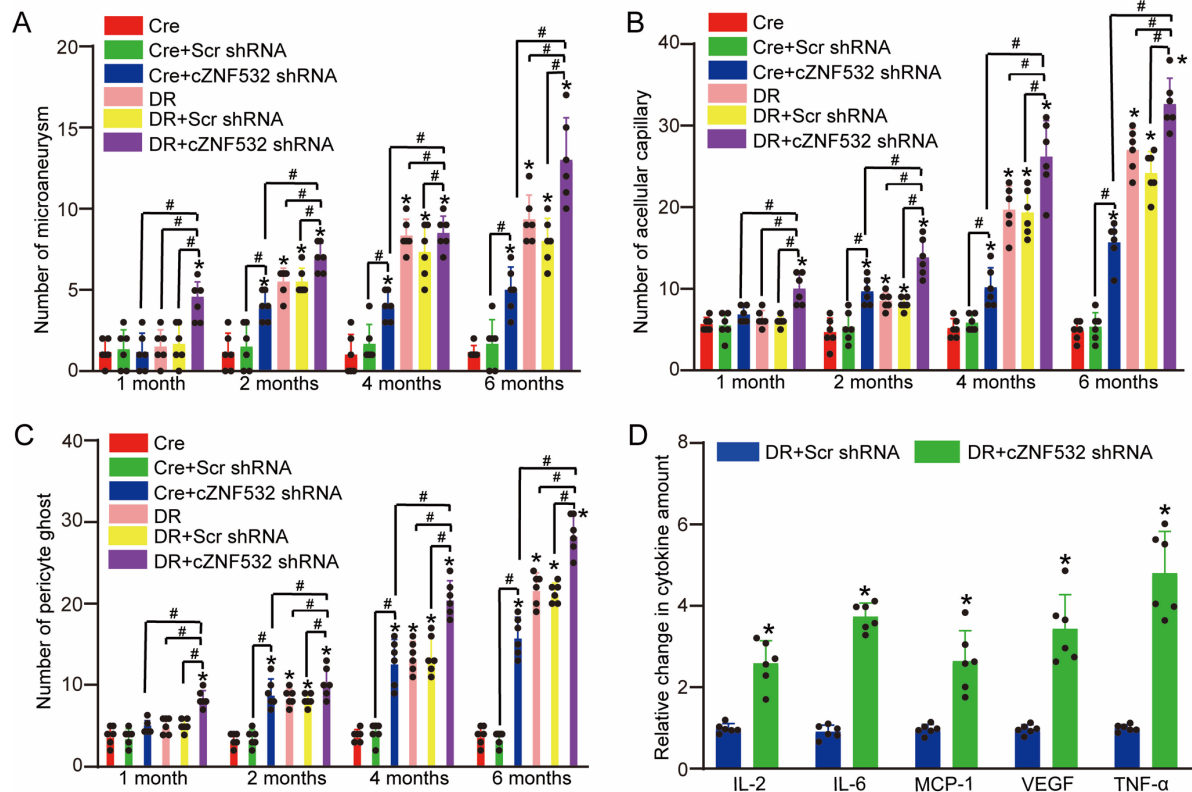 A
Cre
Cre+Scr shRNA
Cre+cZNF532 shRNA
DR
DR+Scr shRNA
DR+cZNF532 shRNA
Number of microaneurysm
20
15
10
5
0
# # # *
# * * * # # #
# * * * # # # *
# * * * # # # *
1 month 2 months 4 months 6 months
B
Cre
Cre+Scr shRNA
Cre+cZNF532 shRNA
DR
DR+Scr shRNA
DR+cZNF532 shRNA
Number of acellular capillary
40
30
20
10
0
# # # *
# * * * # # # *
# * * * # # # *
# * * * # # # *
1 month 2 months 4 months 6 months
C
Cre
Cre+Scr shRNA
Cre+cZNF532 shRNA
DR
DR+Scr shRNA
DR+cZNF532 shRNA
Number of pericyte ghost
40
30
20
10
0
# # # *
# * * * # # # *
# * * * # # # *
# * * * # # # *
1 month 2 months 4 months 6 months
D
DR+Scr shRNA DR+cZNF532 shRNA
Relative change in cytokine amount
8
6
4
2
0
* * * * *
IL-2 IL-6 MCP-1 VEGF TNF-α